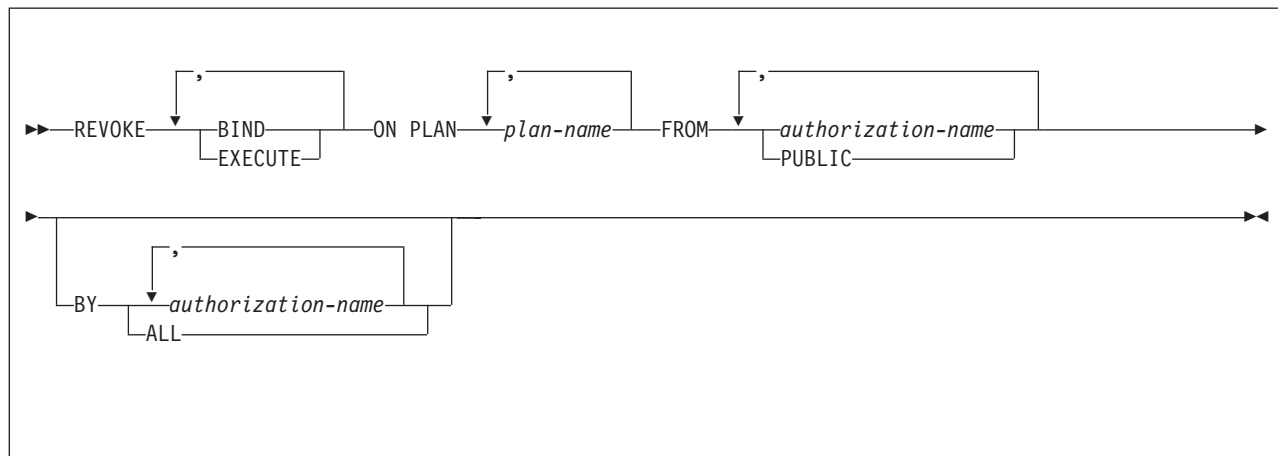 , , ,
REVOKE BIND ON PLAN plan-name FROM authorization-name
EXECUTE PUBLIC
,
BY authorization-name
ALL